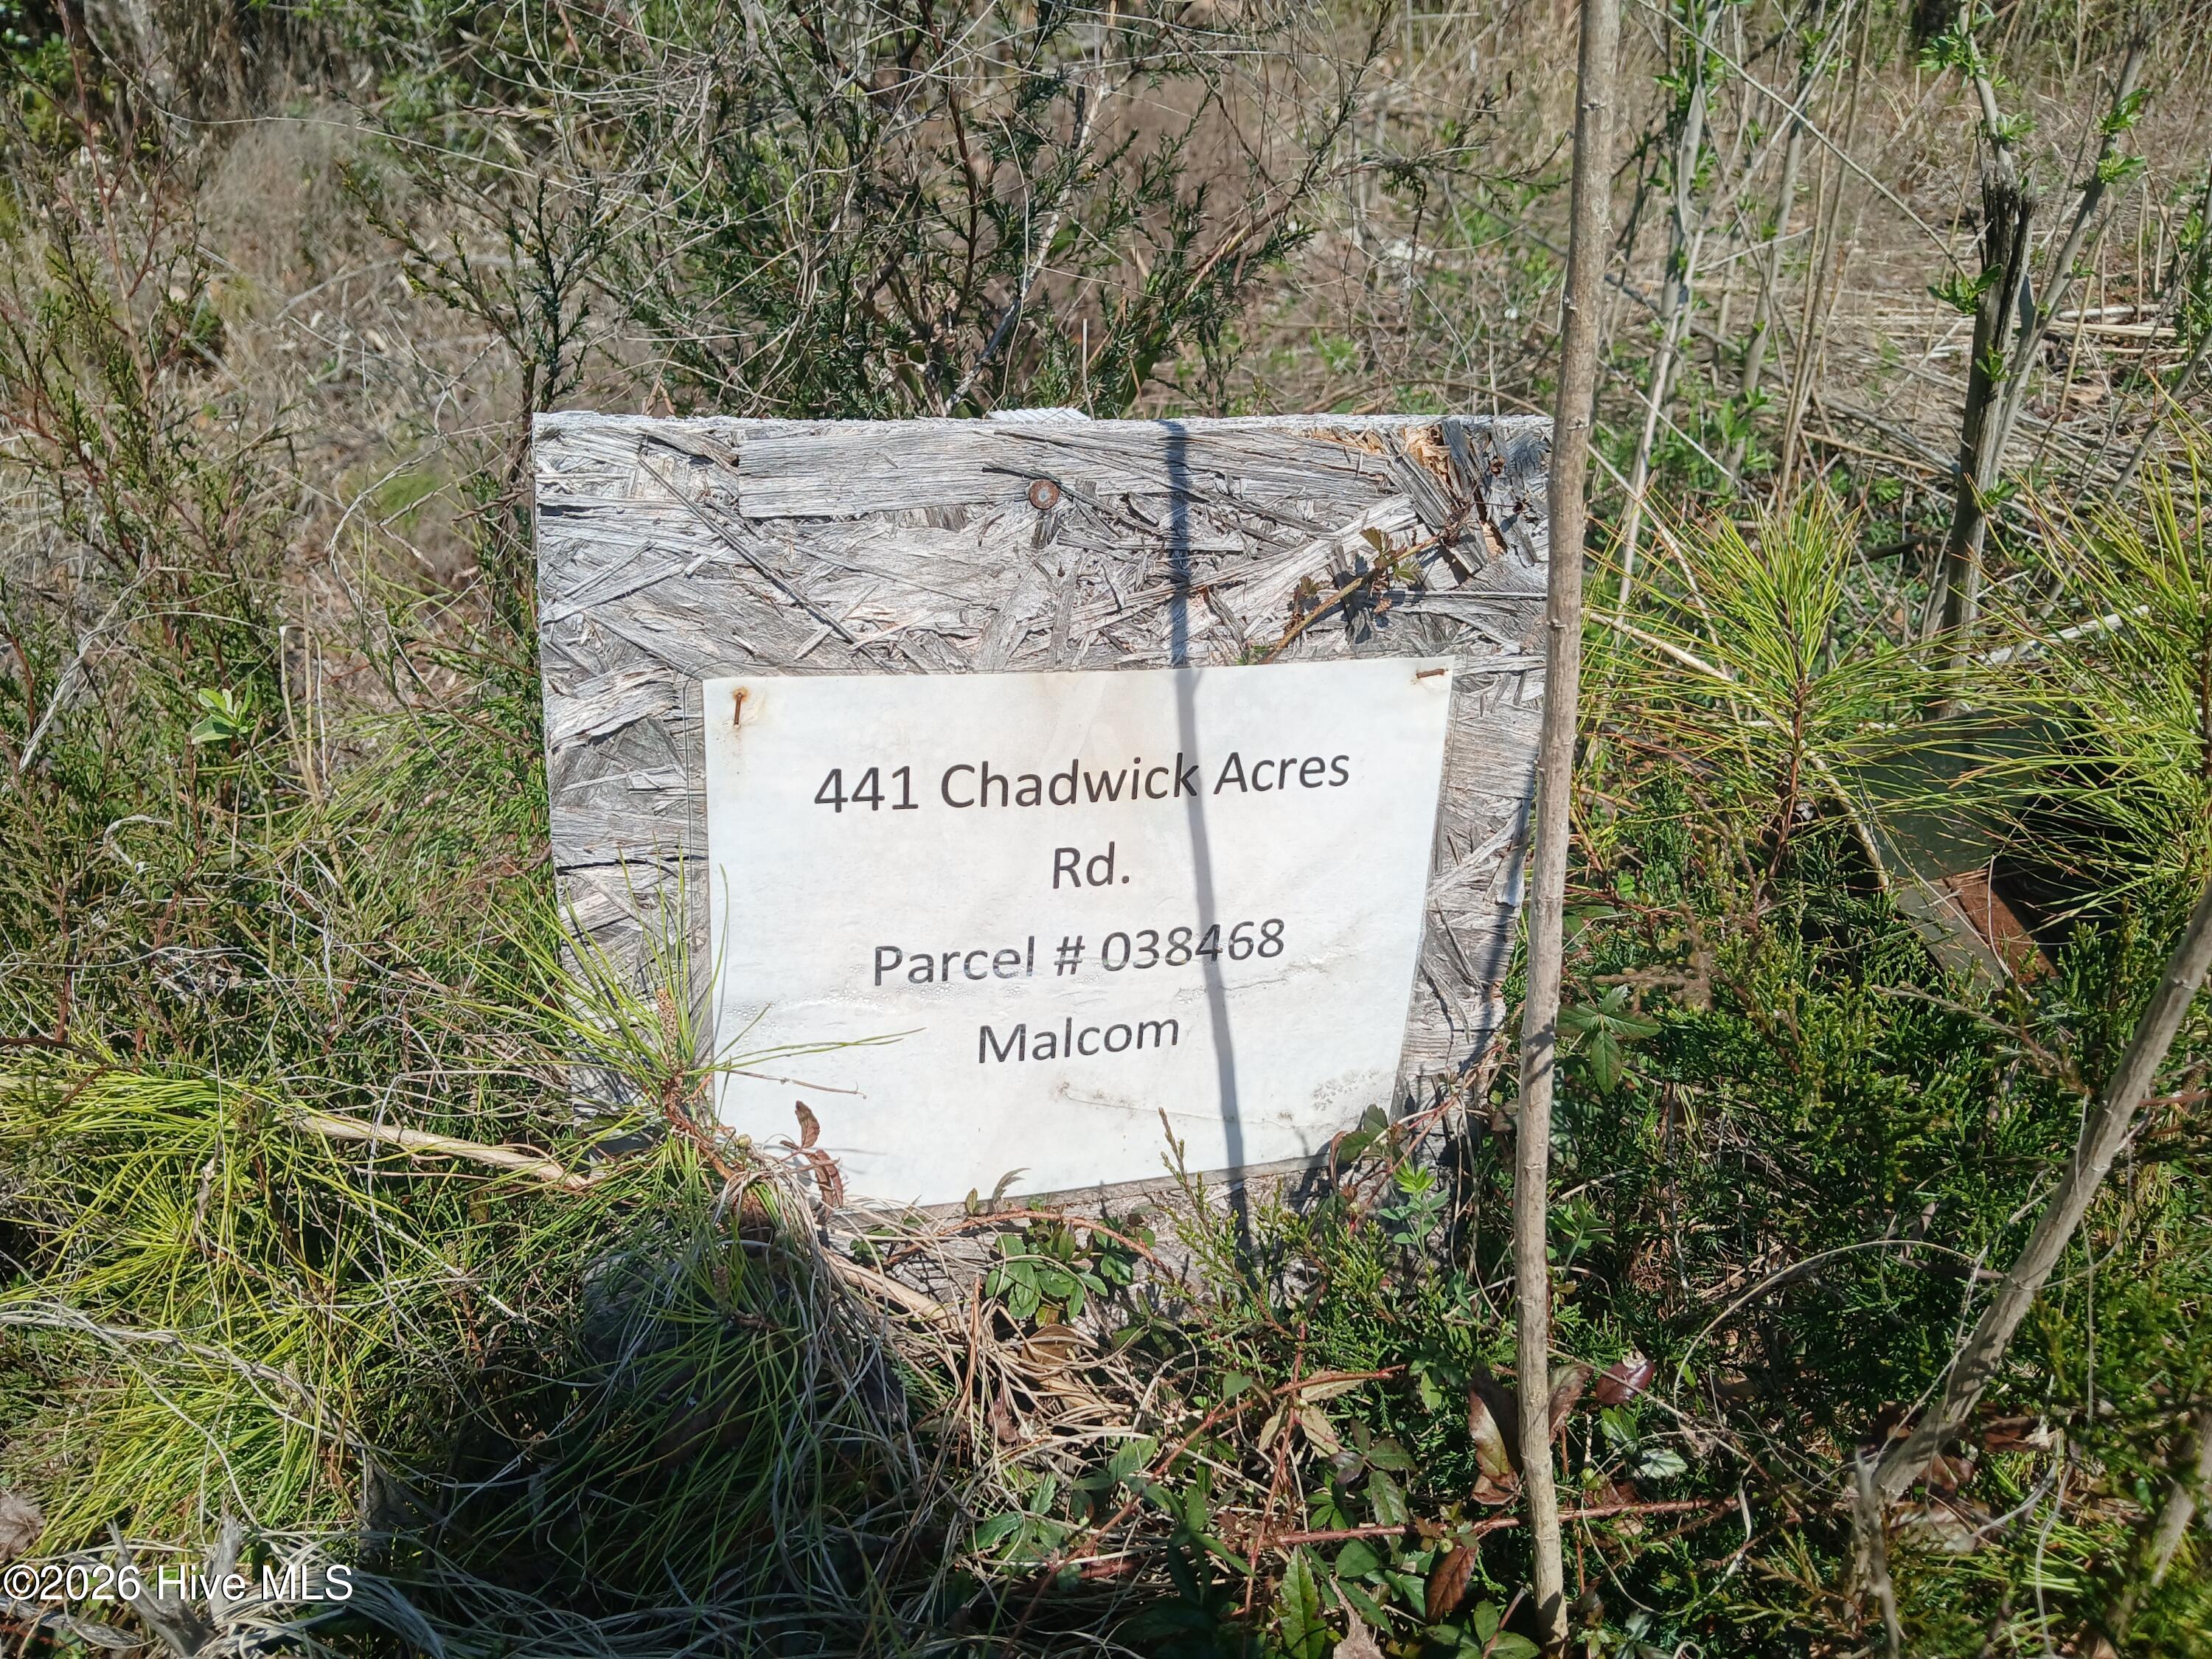 441 Chadwick Acres
Rd.
Parcel # 038468
Malcom
©2026 Hive MLS